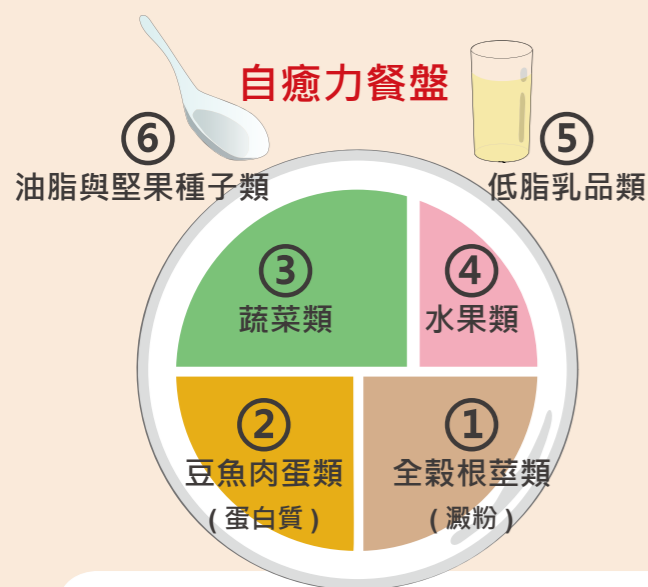 自癒力餐盤
⑥
油脂與堅果種子類
⑤
低脂乳品類
③
蔬菜類
④
水果類
②
豆魚肉蛋類
(蛋白質)
①
全穀根莖類
(澱粉)